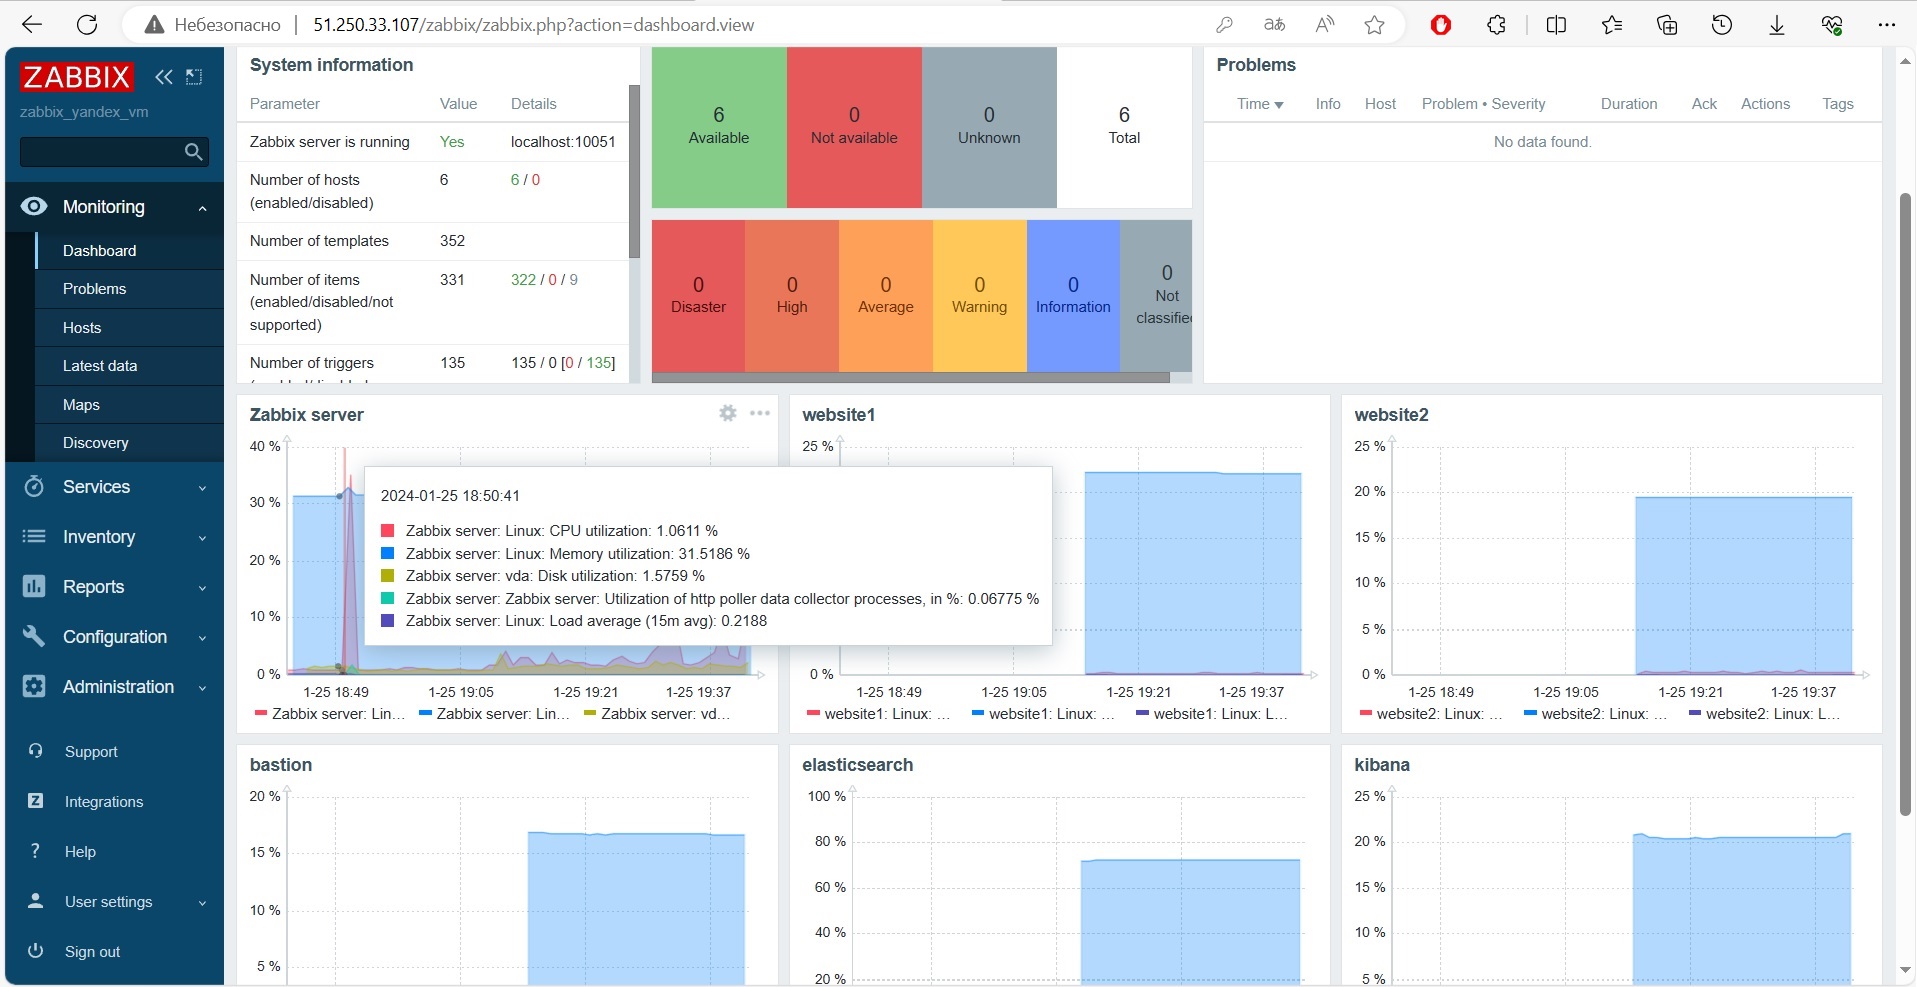 Небезопасно
51.250.33.107/zabbix/zabbix.php?action=dashboard.view
ZABBIX
zabbix_yandex_vm
Monitoring
Dashboard
Problems
Hosts
Latest data
Maps
Discovery
Services
Inventory
Reports
Configuration
Administration
Support
Integrations
Help
User settings
Sign out
System information
Parameter Value Details
Zabbix server is running Yes localhost:10051
Number of hosts 6 6 / 0
(enabled/disabled)
Number of templates 352
Number of items 331 322 / 0 / 9
(enabled/disabled/not
supported)
Number of triggers 135 135 / 0 [0 / 135]
6 0 0 6
Available Not available Unknown Total
0 0 0 0 0 0
Disaster High Average Warning Information Not
classified
Problems
Time Info Host Problem • Severity Duration Ack Actions Tags
No data found.
Zabbix server
40 %
30 %
20 %
10 %
0 %
1-25 18:49 1-25 19:05 1-25 19:21 1-25 19:37
Zabbix server: Lin... Zabbix server: Lin... Zabbix server: vd...
2024-01-25 18:50:41
Zabbix server: Linux: CPU utilization: 1.0611 %
Zabbix server: Linux: Memory utilization: 31.5186 %
Zabbix server: vda: Disk utilization: 1.5759 %
Zabbix server: Zabbix server: Utilization of http poller data collector processes, in %: 0.06775 %
Zabbix server: Linux: Load average (15m avg): 0.2188
website1
25 %
0 %
1-25 18:49 1-25 19:05 1-25 19:21 1-25 19:37
website1: Linux: ... website1: Linux: ... website1: Linux: L...
website2
25 %
20 %
15 %
10 %
5 %
0 %
1-25 18:49 1-25 19:05 1-25 19:21 1-25 19:37
website2: Linux: ... website2: Linux: ... website2: Linux: L...
bastion
20 %
15 %
10 %
5 %
elasticsearch
100 %
80 %
60 %
40 %
20 %
kibana
25 %
20 %
15 %
10 %
5 %